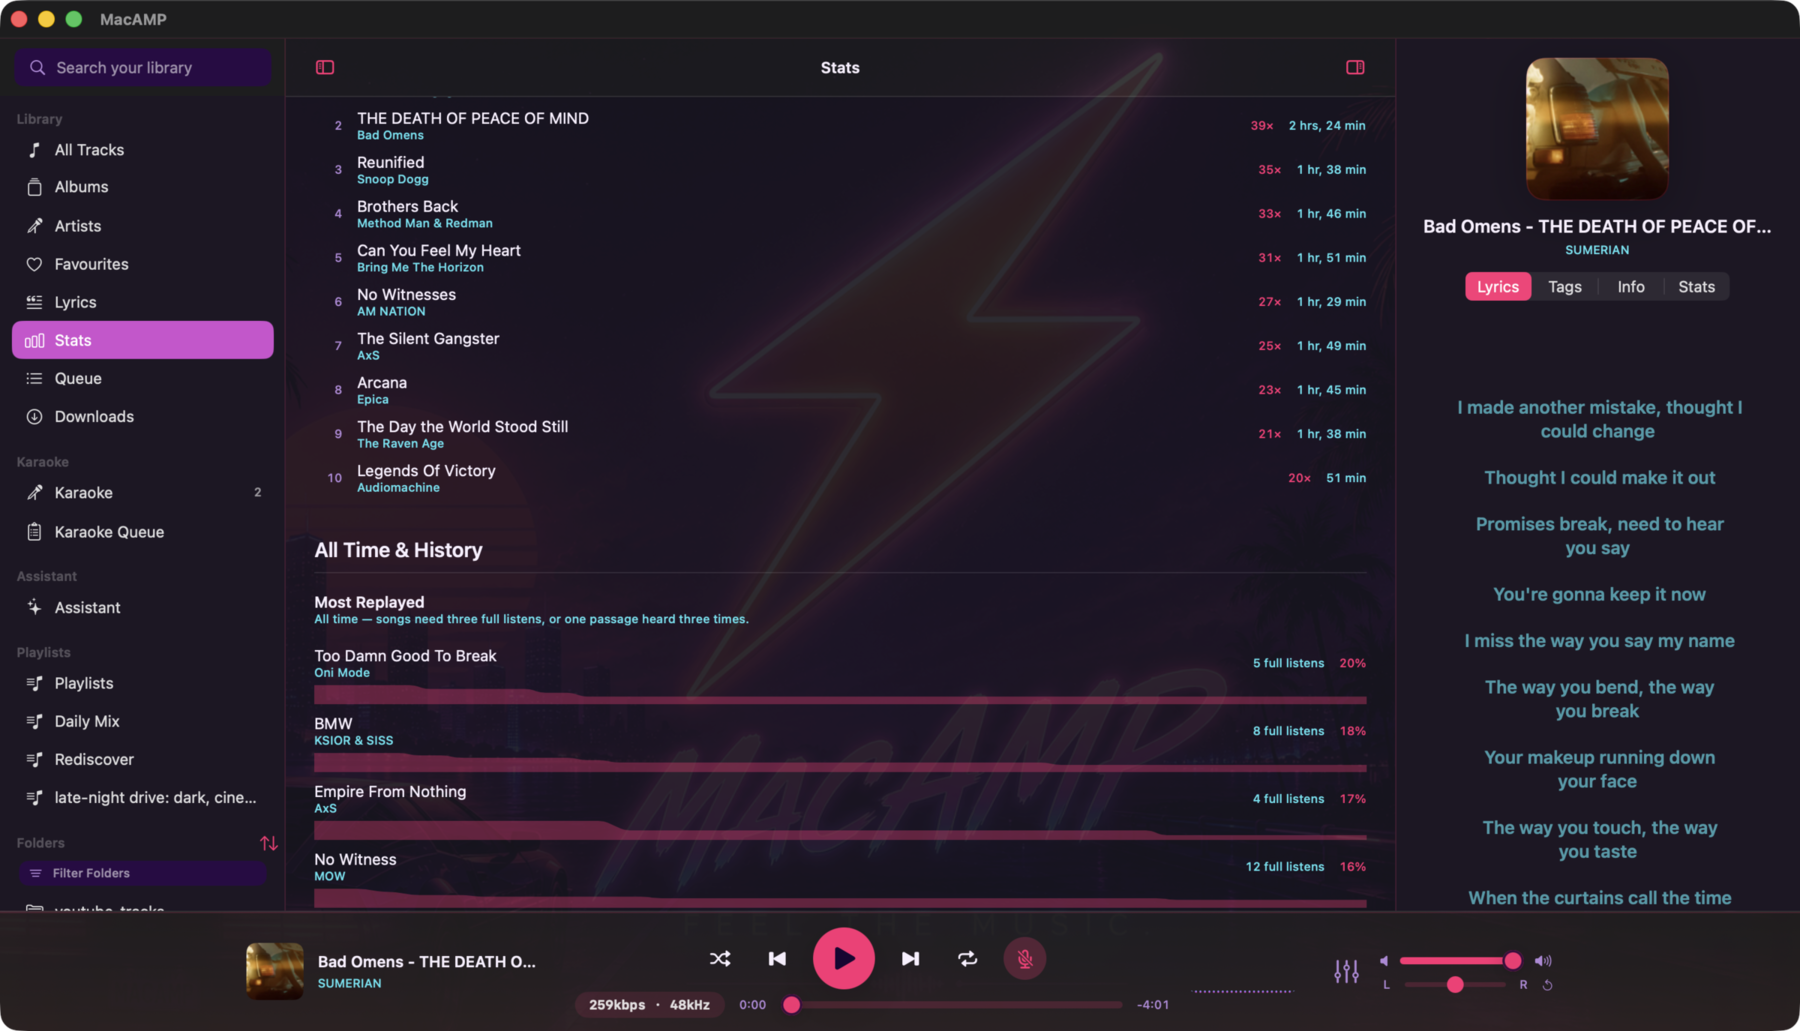 MacAMP
Search your library
Library
All Tracks
Albums
Artists
Favourites
Lyrics
Stats
Queue
Downloads
Karaoke
Karaoke 2
Karaoke Queue
Assistant
Assistant
Playlists
Playlists
Daily Mix
Rediscover
late-night drive: dark, cine...
Folders
Filter Folders
youtube-tracks
Stats
2 THE DEATH OF PEACE OF MIND 39× 2 hrs, 24 min
Bad Omens
3 Reunified 35× 1 hr, 38 min
Snoop Dogg
4 Brothers Back 33× 1 hr, 46 min
Method Man & Redman
5 Can You Feel My Heart 31× 1 hr, 51 min
Bring Me The Horizon
6 No Witnesses 27× 1 hr, 29 min
AM NATION
7 The Silent Gangster 25× 1 hr, 49 min
AxS
8 Arcana 23× 1 hr, 45 min
Epica
9 The Day the World Stood Still 21× 1 hr, 38 min
The Raven Age
10 Legends Of Victory 20× 51 min
Audiomachine
All Time & History
Most Replayed
All time — songs need three full listens, or one passage heard three times.
Too Damn Good To Break 5 full listens 20%
Oni Mode
BMW 8 full listens 18%
KSIOR & SISS
Empire From Nothing 4 full listens 17%
AxS
No Witness 12 full listens 16%
MOW
MACAMP
FEEL THE MUSIC
Bad Omens - THE DEATH OF PEACE OF...
SUMERIAN
Lyrics Tags Info Stats
I made another mistake, thought I
could change
Thought I could make it out
Promises break, need to hear
you say
You're gonna keep it now
I miss the way you say my name
The way you bend, the way
you break
Your makeup running down
your face
The way you touch, the way
you taste
When the curtains call the time
Bad Omens - THE DEATH O...
SUMERIAN
259kbps · 48kHz 0:00 -4:01
L R